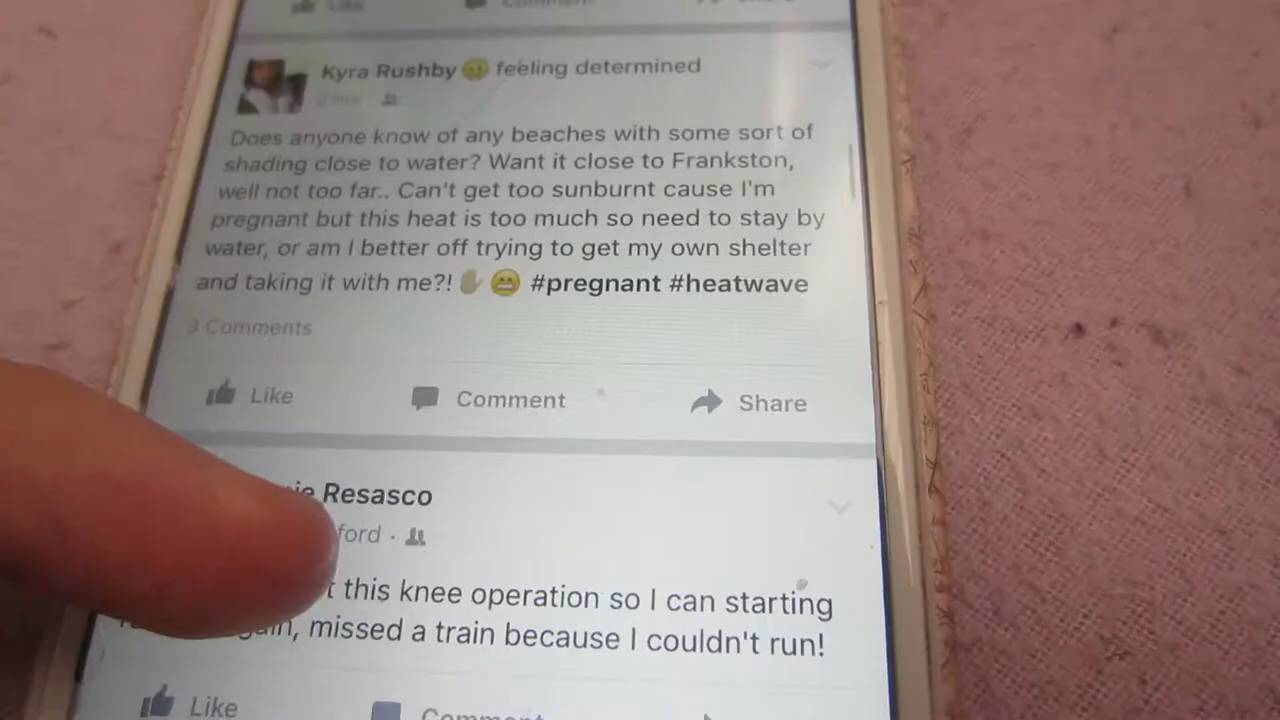 Like Comment
Kyra Rushby 😐 feeling determined
Does anyone know of any beaches with some sort of
shading close to water? Want it close to Frankston,
well not too far.. Can't get too sunburnt cause I'm
pregnant but this heat is too much so need to stay by
water, or am I better off trying to get my own shelter
and taking it with me?! ✋😁 #pregnant #heatwave
3 Comments
Like Comment Share
Resasco
ford ·
this knee operation so I can starting
missed a train because I couldn't run!
Like Comment